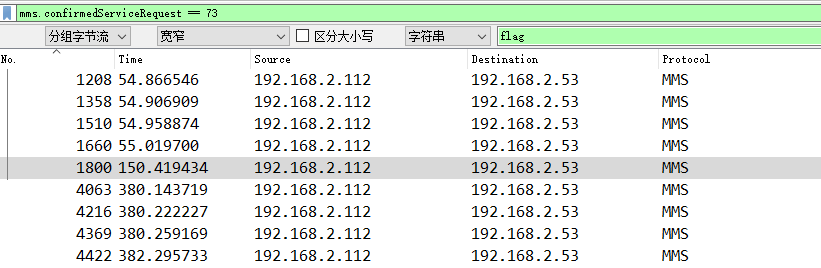 mms.confirmedServiceRequest == 73
分组字节流 宽窄 区分大小写 字符串 flag
No. Time Source Destination Protocol
1208 54.866546 192.168.2.112 192.168.2.53 MMS
1358 54.906909 192.168.2.112 192.168.2.53 MMS
1510 54.958874 192.168.2.112 192.168.2.53 MMS
1660 55.019700 192.168.2.112 192.168.2.53 MMS
1800 150.419434 192.168.2.112 192.168.2.53 MMS
4063 380.143719 192.168.2.112 192.168.2.53 MMS
4216 380.222227 192.168.2.112 192.168.2.53 MMS
4369 380.259169 192.168.2.112 192.168.2.53 MMS
4422 382.295733 192.168.2.112 192.168.2.53 MMS